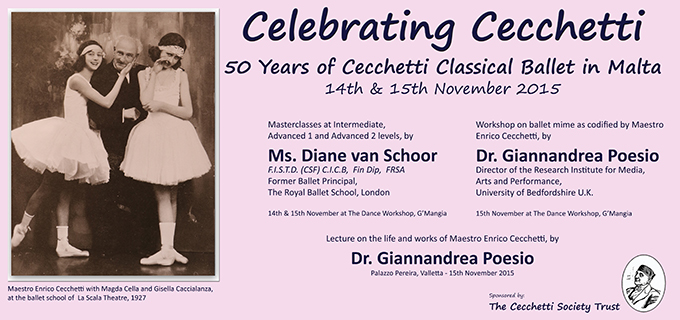 Celebrating Cecchetti
50 Years of Cecchetti Classical Ballet in Malta
14th & 15th November 2015
Masterclasses at Intermediate,
Advanced 1 and Advanced 2 levels, by
Ms. Diane van Schoor
F.I.S.T.D. (CSF) C.I.C.B, Fin Dip, FRSA
Former Ballet Principal,
The Royal Ballet School, London
14th & 15th November at The Dance Workshop, G'Mangia
Workshop on ballet mime as codified by Maestro
Enrico Cecchetti, by
Dr. Giannandrea Poesio
Director of the Research Institute for Media,
Arts and Performance,
University of Bedfordshire U.K.
15th November at The Dance Workshop, G'Mangia
Lecture on the life and works of Maestro Enrico Cecchetti, by
Dr. Giannandrea Poesio
Palazzo Pereira, Valletta - 15th November 2015
Maestro Enrico Cecchetti with Magda Cella and Gisella Caccialanza,
at the ballet school of La Scala Theatre, 1927
Sponsored by:
The Cecchetti Society Trust